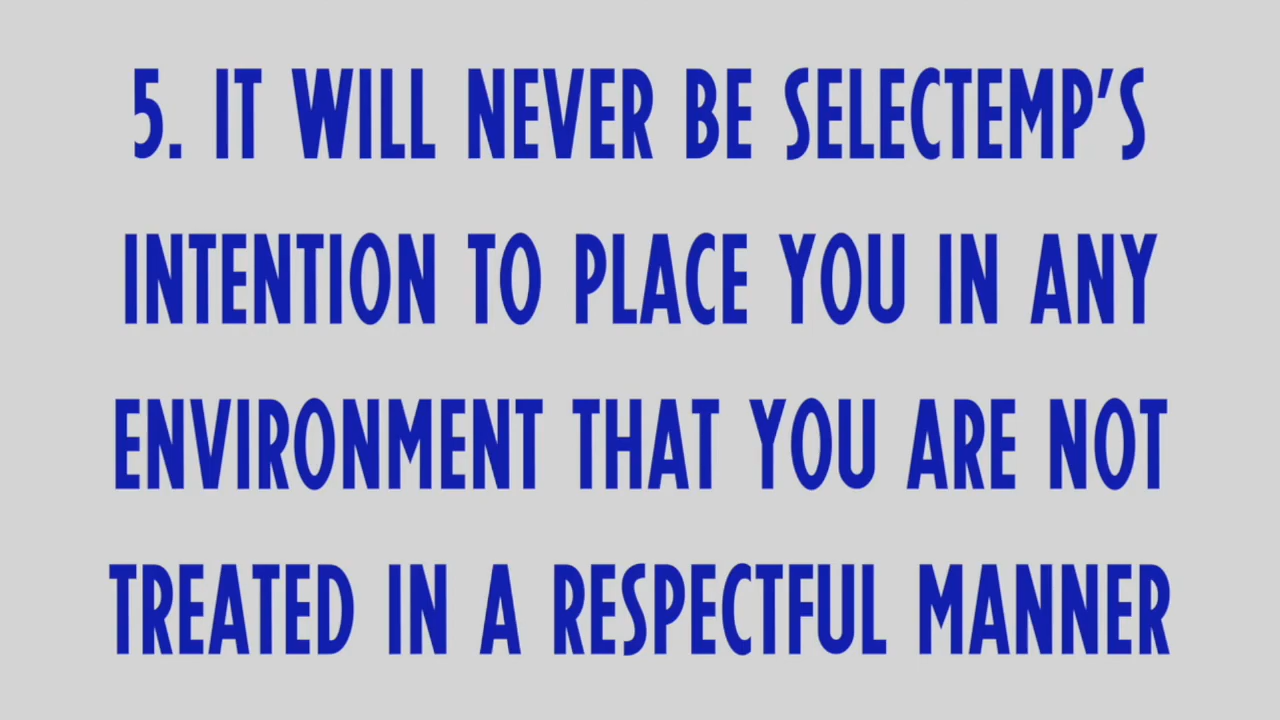 5. IT WILL NEVER BE SELECTEMP’S
INTENTION TO PLACE YOU IN ANY
ENVIRONMENT THAT YOU ARE NOT
TREATED IN A RESPECTFUL MANNER